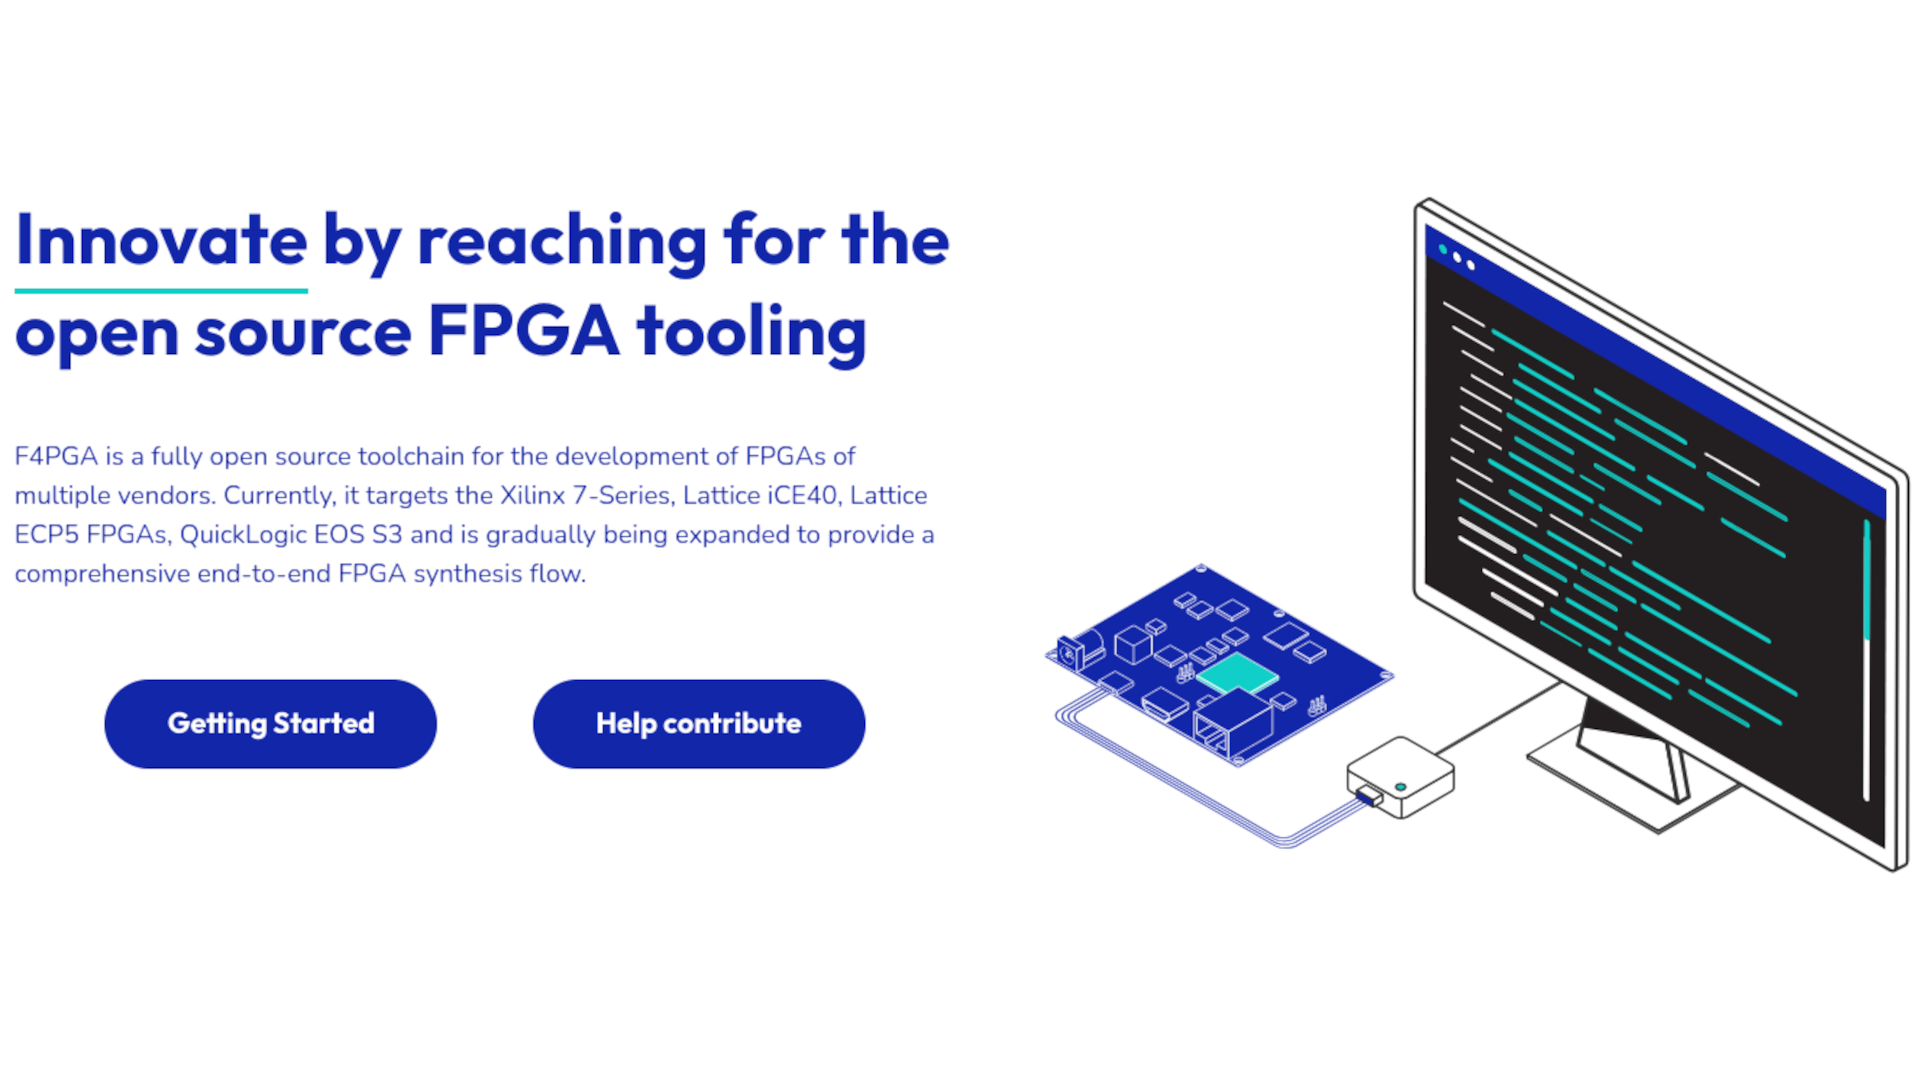 Innovate by reaching for the
open source FPGA tooling
F4PGA is a fully open source toolchain for the development of FPGAs of
multiple vendors. Currently, it targets the Xilinx 7-Series, Lattice iCE40, Lattice
ECP5 FPGAs, QuickLogic EOS S3 and is gradually being expanded to provide a
comprehensive end-to-end FPGA synthesis flow.
Getting Started
Help contribute